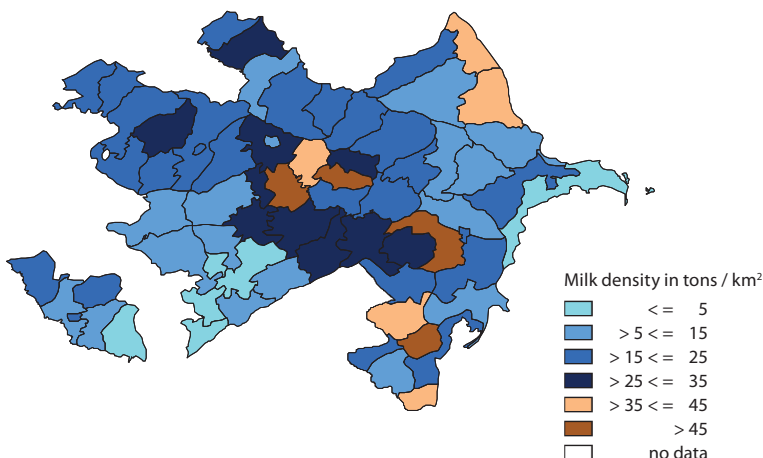 Milk density in tons / km²
<= 5
> 5 <= 15
> 15 <= 25
> 25 <= 35
> 35 <= 45
> 45
no data